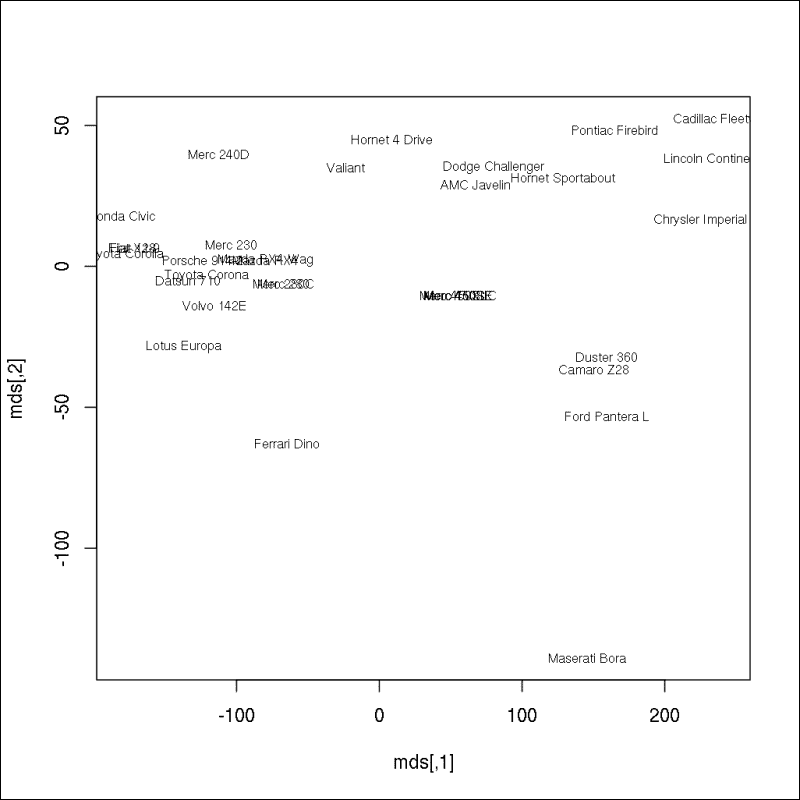 50
0
-50
-100
mds[,2]
Cadillac Fleet
Pontiac Firebird
Hornet 4 Drive
Merc 240D
Lincoln Contine
Valiant
Dodge Challenger
Hornet Sportabout
AMC Javelin
onda Civic
Chrysler Imperial
Merc 230
Toyota Corona
Volvo 142E
Datsun 710
Lotus Europa
Duster 360
Camaro Z28
Ford Pantera L
Ferrari Dino
Maserati Bora
-100
0
100
200
mds[,1]